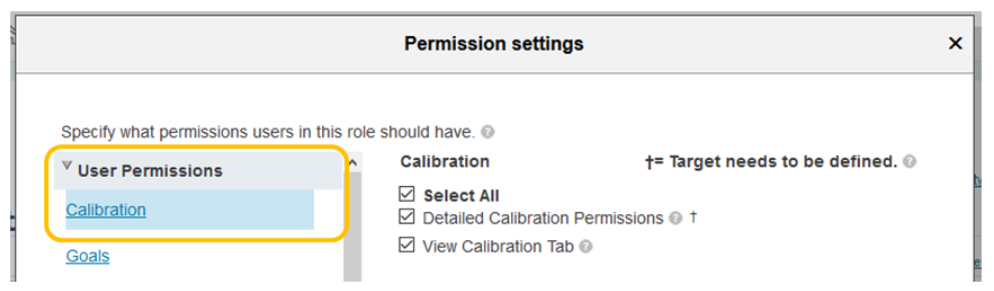 Permission settings
Specify what permissions users in this role should have.
User Permissions
Calibration
Goals
Calibration
†= Target needs to be defined.
Select All
Detailed Calibration Permissions †
View Calibration Tab